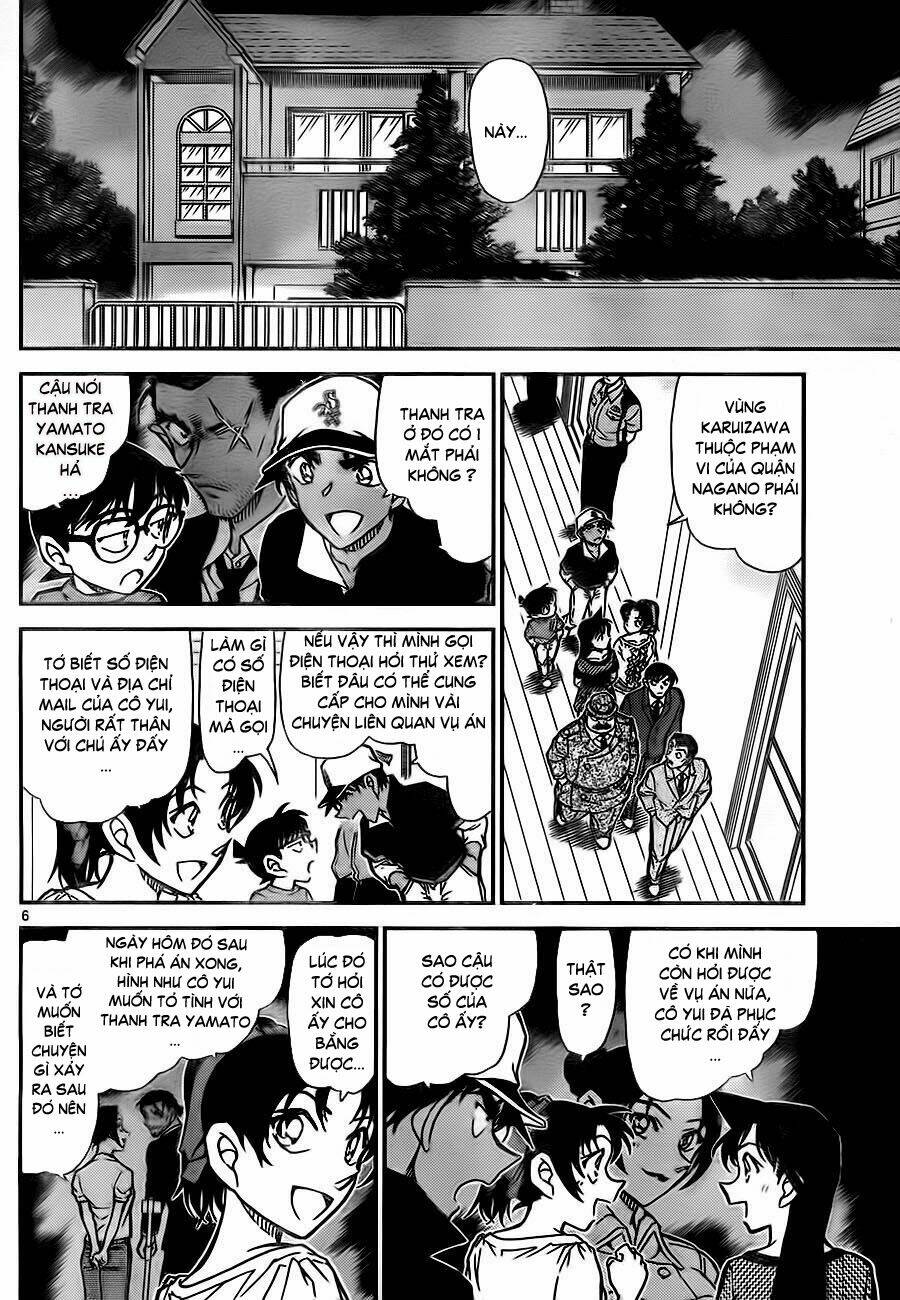 NÀY...
VÙNG
KARUIZAWA
THUỘC PHẠM
VI CỦA QUẬN
NAGANO PHẢI
KHÔNG?
THANH TRA
Ở ĐÓ CÓ 1
MẮT PHẢI
KHÔNG ?
CẬU NÓI
THANH TRA
YAMATO
KANSUKE
HẢ
...
NẾU VẬY THÌ MÌNH GỌI
ĐIỆN THOẠI HỎI THỬ XEM?
BIẾT ĐÂU CÓ THỂ CUNG
CẤP CHO MÌNH VÀI
CHUYỆN LIÊN QUAN VỤ ÁN
LÀM GÌ
CÓ SỐ
ĐIỆN
THOẠI
MÀ GỌI
...
TỚ BIẾT SỐ ĐIỆN
THOẠI VÀ ĐỊA CHỈ
MAIL CỦA CÔ YUI,
NGƯỜI RẤT THÂN
VỚI CHÚ ẤY ĐẤY
...
6
CÓ KHI MÌNH
CÒN HỎI ĐƯỢC
VỀ VỤ ÁN NỮA,
CÔ YUI ĐÃ PHỤC
CHỨC RỒI ĐẤY
...
THẬT
SAO
?
SAO CẬU
CÓ ĐƯỢC
SỐ CỦA
CÔ ẤY?
LÚC ĐÓ
TỚ HỎI
XIN CÔ
ẤY CHO
BẰNG
ĐƯỢC...
NGÀY HÔM ĐÓ SAU
KHI PHÁ ÁN XONG,
HÌNH NHƯ CÔ YUI
MUỐN TỎ TÌNH VỚI
THANH TRA YAMATO
...
VÀ TỚ
MUỐN
BIẾT
CHUYỆN
GÌ XẢY
RA SAU
ĐÓ NÊN
...